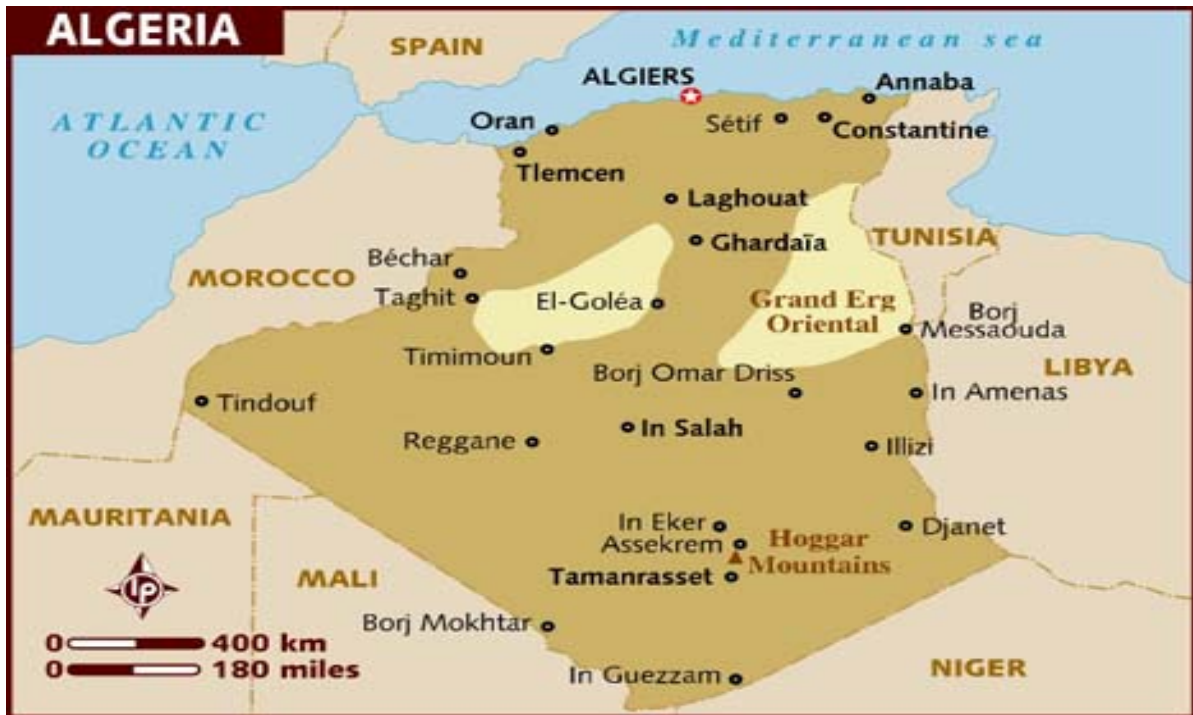 ALGERIA
SPAIN
Mediterranean sea
ALGIERS
Annaba
ATLANTIC
OCEAN
Oran
Sétif
Constantine
Tlemcen
Laghouat
Ghardaïa
TUNISIA
Béchar
MOROCCO
Taghit
El-Goléa
Grand Erg
Oriental
Borj
Messaouda
Timimoun
Borj Omar Driss
LIBYA
Tindouf
In Amenas
Reggane
In Salah
Illizi
MAURITANIA
In Eker
Djanet
Assekrem
Hoggar
Mountains
MALI
Tamanrasset
LP
Borj Mokhtar
0 400 km
0 180 miles
In Guezzam
NIGER